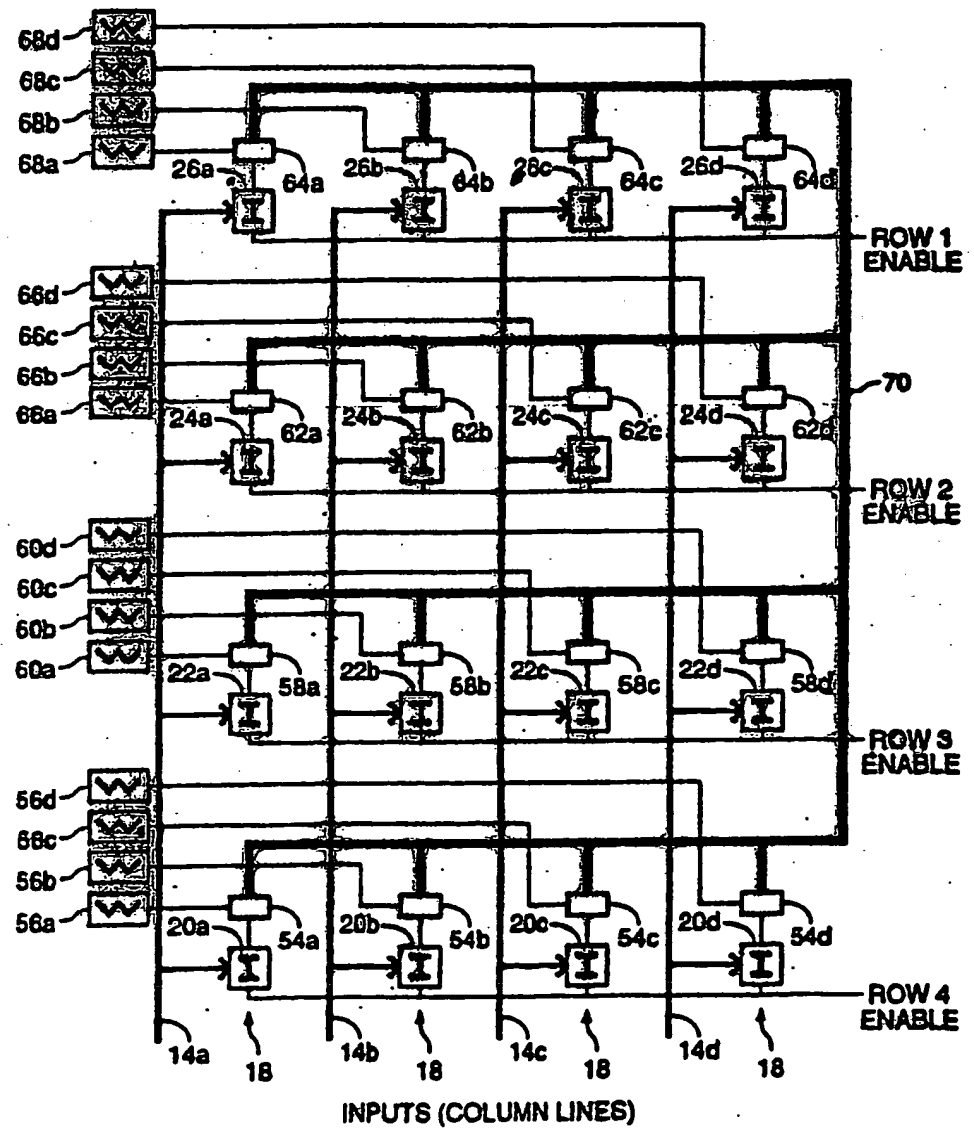 68d
68c
68b
68a
26a 64a 26b 64b 26c 64c 26d 64d
ROW 1
ENABLE
66d
66c
66b
66a
70
24a 62a 24b 62b 24c 62c 24d 62d
ROW 2
ENABLE
60d
60c
60b
60a
22a 58a 22b 58b 22c 58c 22d 58d
ROW 3
ENABLE
56d
56c
56b
56a
20a 54a 20b 54b 20c 54c 20d 54d
ROW 4
ENABLE
14a 18 14b 18 14c 18 14d 18
INPUTS (COLUMN LINES)